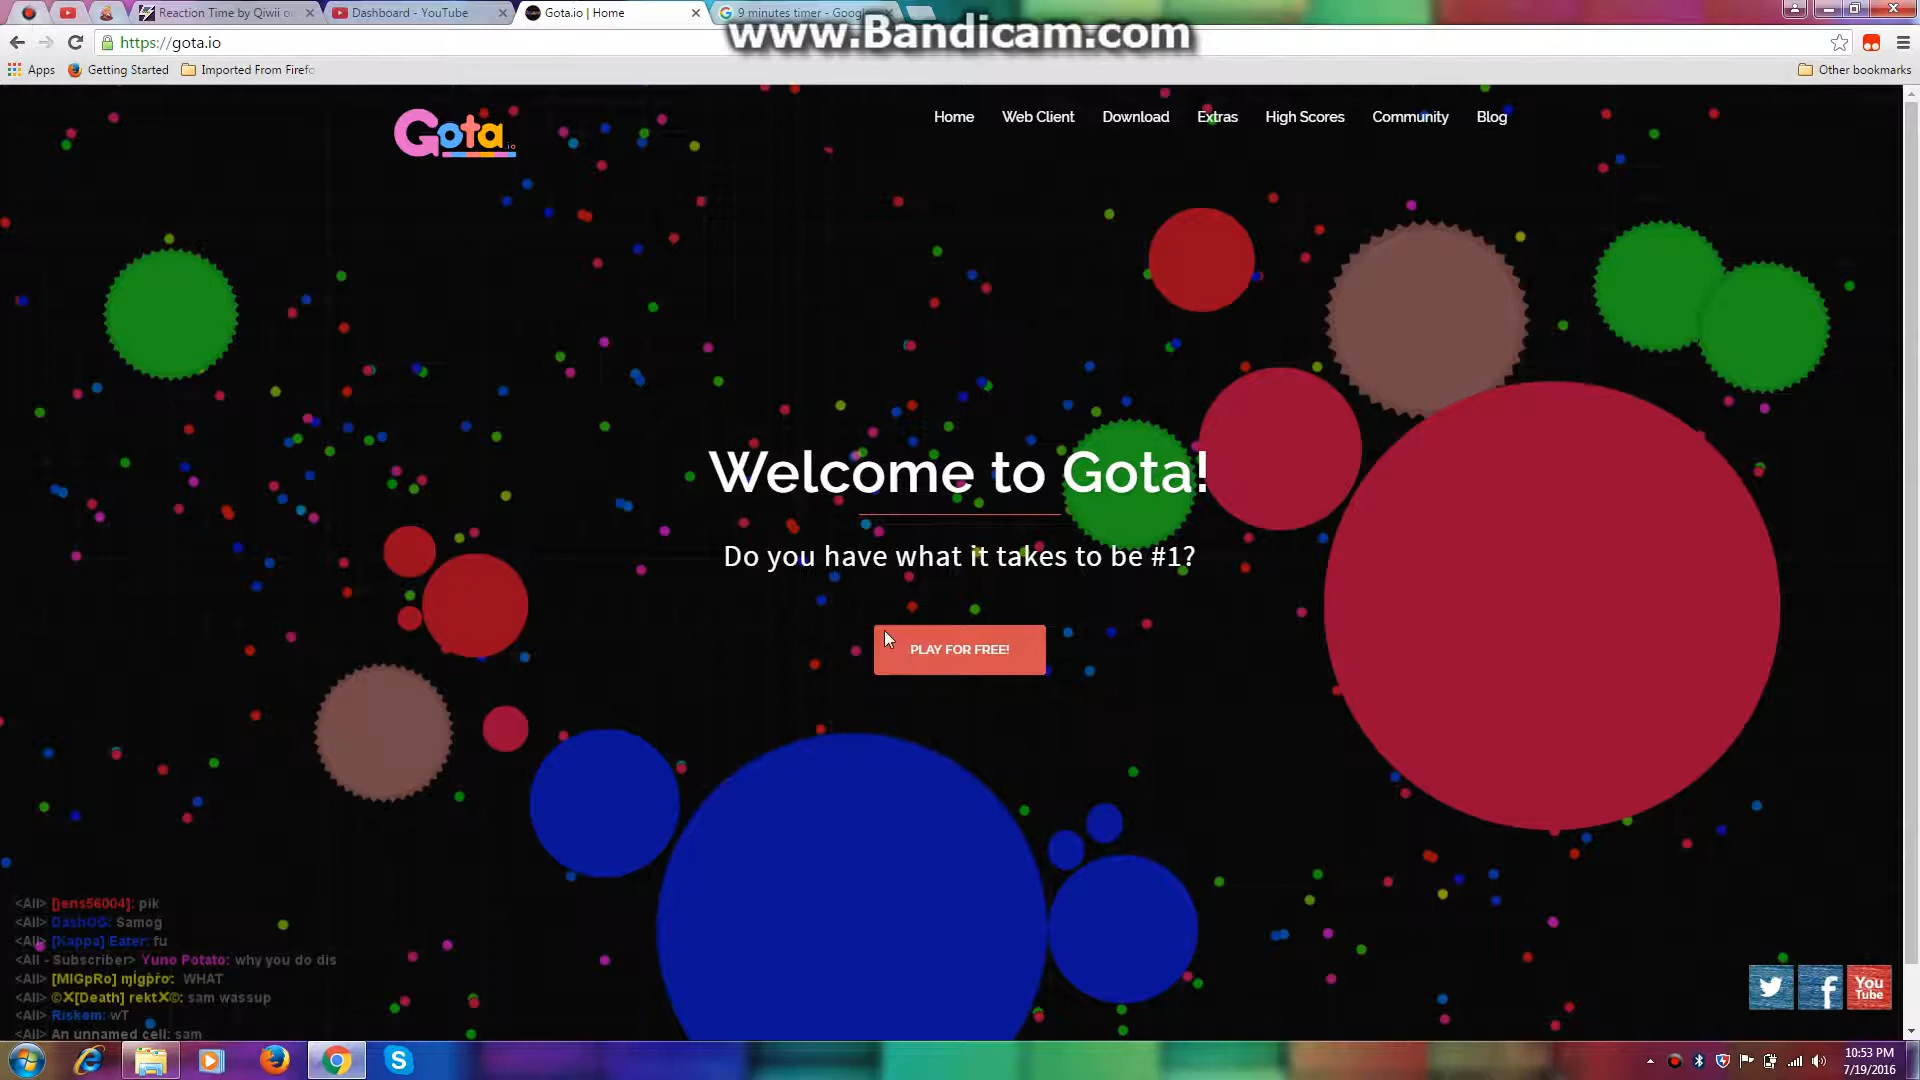 Reaction Time by Qiwii o
Dashboard - YouTube
Gota.io | Home
9 minutes timer - Goog
www.Bandicam.com
https://gota.io
Apps
Getting Started
Imported From Firefo
Other bookmarks
Gota.io
Home
Web Client
Download
Extras
High Scores
Community
Blog
Welcome to Gota!
Do you have what it takes to be #1?
PLAY FOR FREE!
<All> [jens56004]: pik
<All> DashOG: Samog
<All> [Kappa] Eater: fu
<All - Subscriber> Yuno Potato: why you do dis
<All> [MlGpRo] WHAT
<All> ©X[Death] rektX©: sam wassup
<All> Riskem: wT
<All> An unnamed cell: sam
You
Tube
10:53 PM
7/19/2016